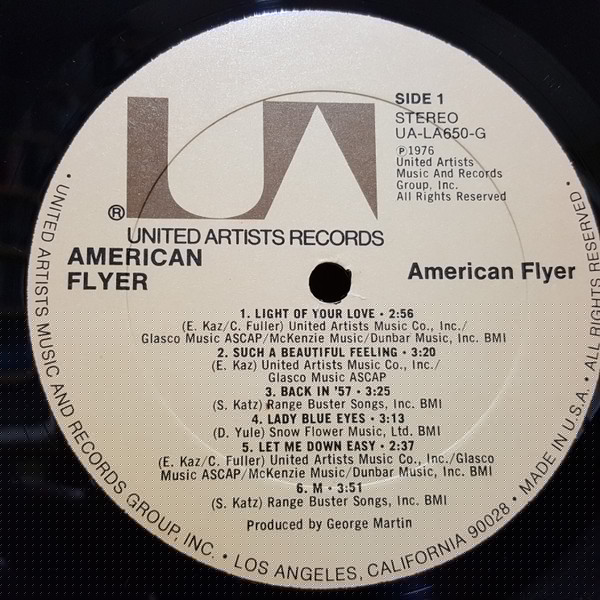 UA
®
UNITED ARTISTS RECORDS
SIDE 1
STEREO
UA-LA650-G
℗1976
United Artists
Music And Records
Group, Inc.
All Rights Reserved
AMERICAN
FLYER
American Flyer
1. LIGHT OF YOUR LOVE • 2:56
(E. Kaz/C. Fuller) United Artists Music Co., Inc./
Glasco Music ASCAP/McKenzie Music/Dunbar Music, Inc. BMI
2. SUCH A BEAUTIFUL FEELING • 3:20
(E. Kaz) United Artists Music Co., Inc./
Glasco Music ASCAP
3. BACK IN '57 • 3:25
(S. Katz) Range Buster Songs, Inc. BMI
4. LADY BLUE EYES • 3:13
(D. Yule) Snow Flower Music, Ltd. BMI
5. LET ME DOWN EASY • 2:37
(E. Kaz/C. Fuller) United Artists Music Co., Inc./Glasco
Music ASCAP/McKenzie Music/Dunbar Music, Inc. BMI
6. M • 3:51
(S. Katz) Range Buster Songs, Inc. BMI
Produced by George Martin
• UNITED ARTISTS MUSIC AND RECORDS GROUP, INC. • LOS ANGELES, CALIFORNIA 90028 • MADE IN U.S.A. • ALL RIGHTS RESERVED •